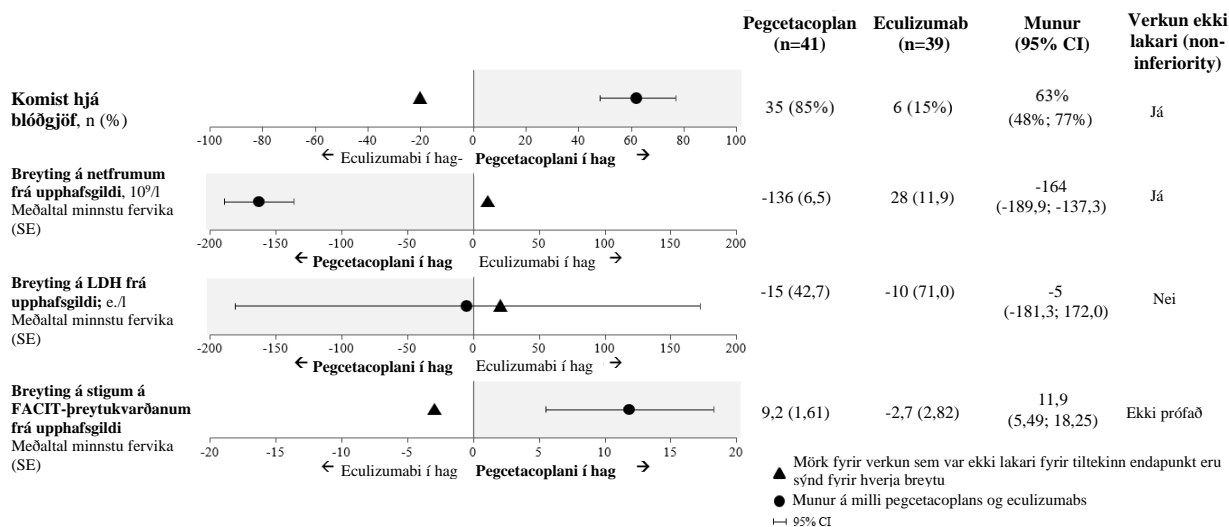 Pegcetacoplan Eculizumab Munur Verkun ekki
(n=41) (n=39) (95% CI) lakari (non-
inferiority)
Komist hjá
blóðgjöf, n (%)
35 (85%) 6 (15%) 63%
(48%; 77%) Já
-100 -80 -60 -40 -20 0 20 40 60 80 100
← Eculizumabi í hag- Pegcetacoplani í hag →
Breyting á netfrumum
frá upphafsgildi, 10⁹/l
Meðaltal minnstu fervika
(SE)
-136 (6,5) 28 (11,9) -164
(-189,9; -137,3) Já
-200 -150 -100 -50 0 50 100 150 200
← Pegcetacoplani í hag Eculizumabi í hag →
Breyting á LDH frá
upphafsgildi; e./l
Meðaltal minnstu fervika
(SE)
-15 (42,7) -10 (71,0) -5
(-181,3; 172,0) Nei
-200 -150 -100 -50 0 50 100 150 200
← Pegcetacoplani í hag Eculizumabi í hag →
Breyting á stigum á
FACIT-þreytukvarðanum
frá upphafsgildi
Meðaltal minnstu fervika
(SE)
9,2 (1,61) -2,7 (2,82) 11,9
(5,49; 18,25) Ekki prófað
-20 -15 -10 -5 0 5 10 15 20
← Eculizumabi í hag Pegcetacoplani í hag →
Mörk fyrir verkun sem var ekki lakari fyrir tiltekinn endapunkt eru
sýnd fyrir hverja breytu
Munur á milli pegcetacoplans og eculizumabs
95% CI